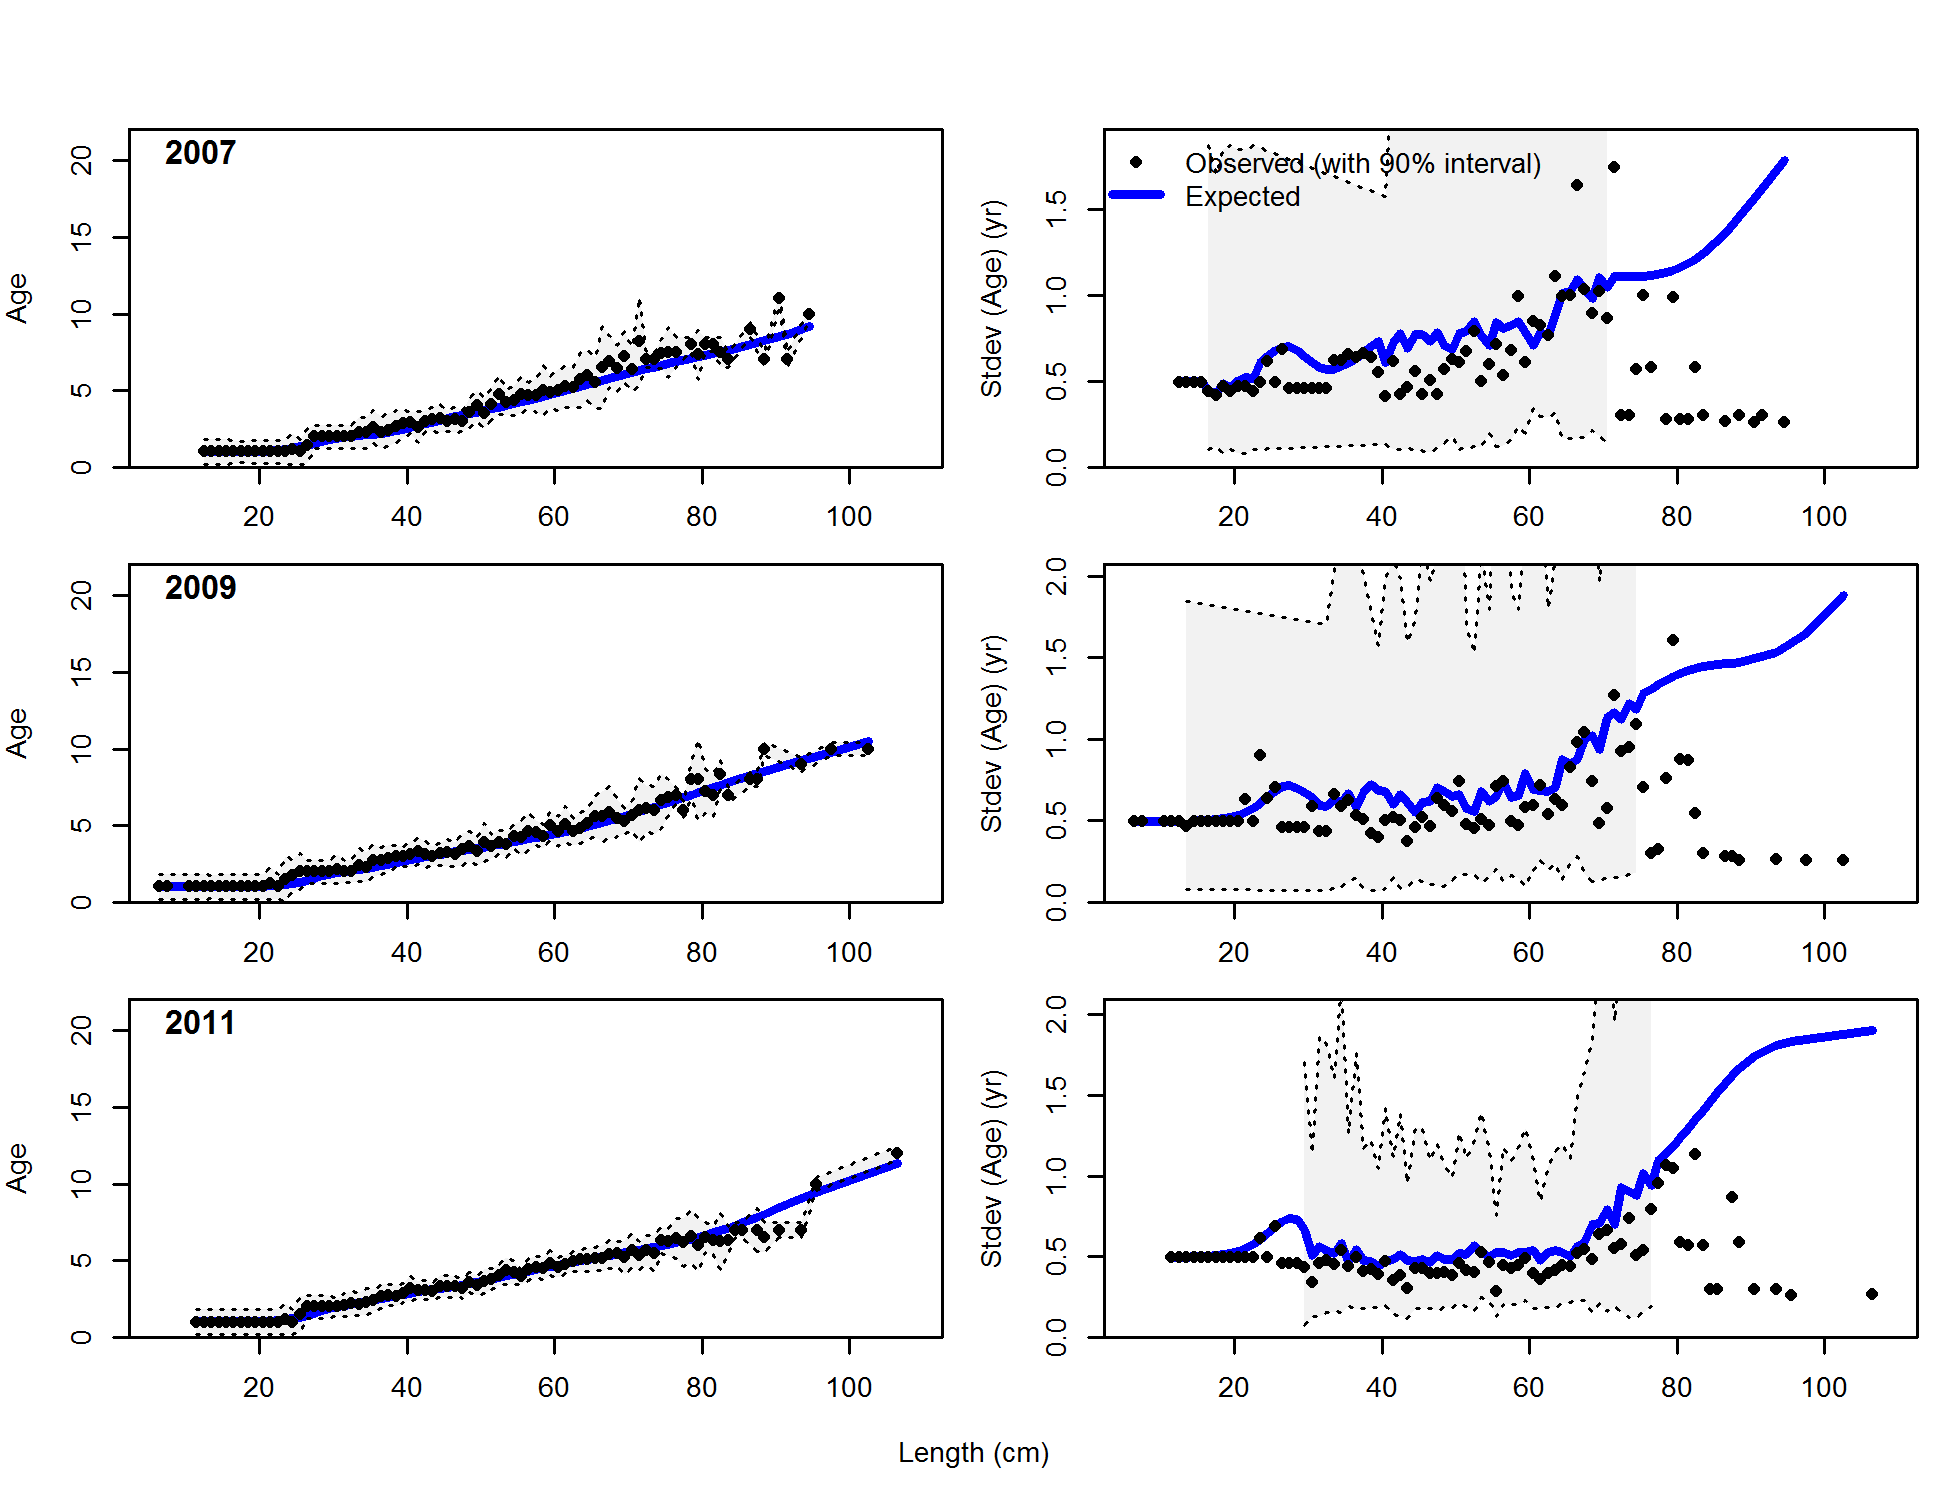 2007
Age
0 5 10 15 20
20 40 60 80 100
Observed (with 90% interval)
Expected
Stdev (Age) (yr)
0.0 0.5 1.0 1.5
20 40 60 80 100
2009
Age
0 5 10 15 20
20 40 60 80 100
Stdev (Age) (yr)
0.0 0.5 1.0 1.5 2.0
20 40 60 80 100
2011
Age
0 5 10 15 20
20 40 60 80 100
Stdev (Age) (yr)
0.0 0.5 1.0 1.5 2.0
20 40 60 80 100
Length (cm)